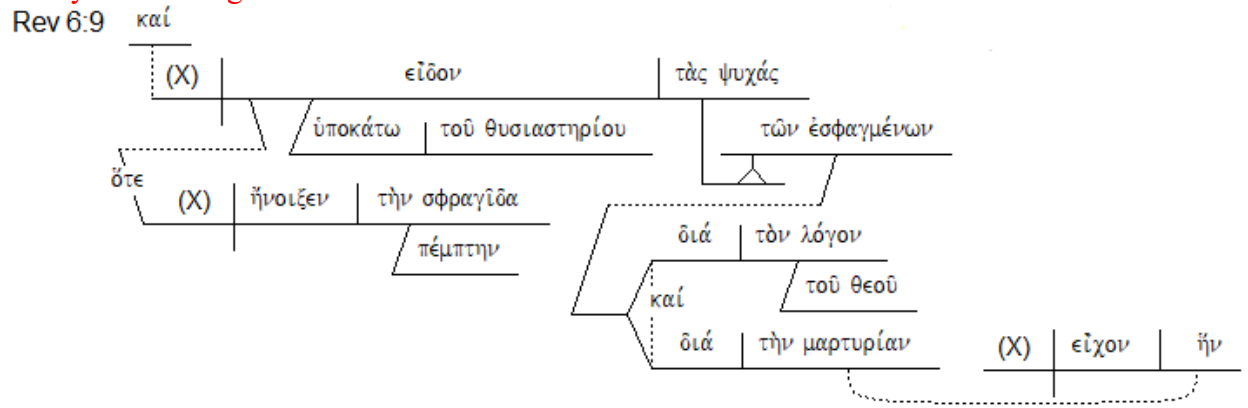 Rev 6:9 καί
(X) εἶδον τὰς ψυχάς
ὑποκάτω τοῦ θυσιαστηρίου τῶν ἐσφαγμένων
ὅτε
(X) ἤνοιξεν τὴν σφραγῖδα
πέμπτην
διά τὸν λόγον
τοῦ θεοῦ
καί
διά τὴν μαρτυρίαν (X) εἶχον ἥν